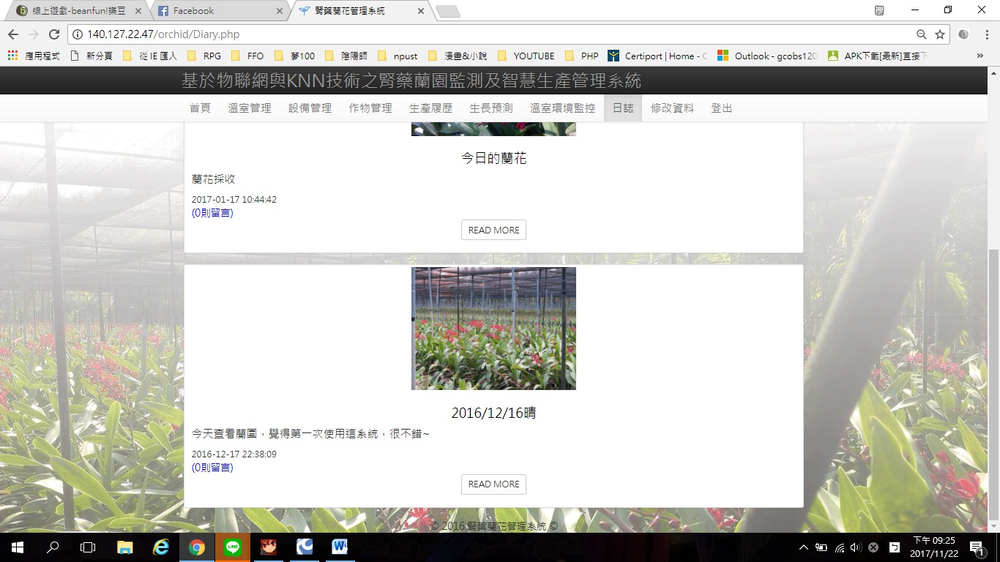 線上遊戲-beanfun!樂豆
Facebook
腎藥蘭花管理系統
140.127.22.47/orchid/Diary.php
應用程式
新分頁
從 IE 匯入
RPG
FFO
夢100
陰陽師
npust
漫畫&小說
YOUTUBE
PHP
Certiport | Home - C
Outlook - gcobs120
APK下載[最新]直接下
»
基於物聯網與KNN技術之腎藥蘭園監測及智慧生產管理系統
首頁 溫室管理 設備管理 作物管理 生產履歷 生長預測 溫室環境監控 日誌 修改資料 登出
今日的蘭花
蘭花採收
2017-01-17 10:44:42
(0則留言)
READ MORE
2016/12/16晴
今天查看蘭園，覺得第一次使用這系統，很不錯~
2016-12-17 22:38:09
(0則留言)
READ MORE
© 2016 腎藥蘭花管理系統 ©
LINE
下午 09:25
2017/11/22
1